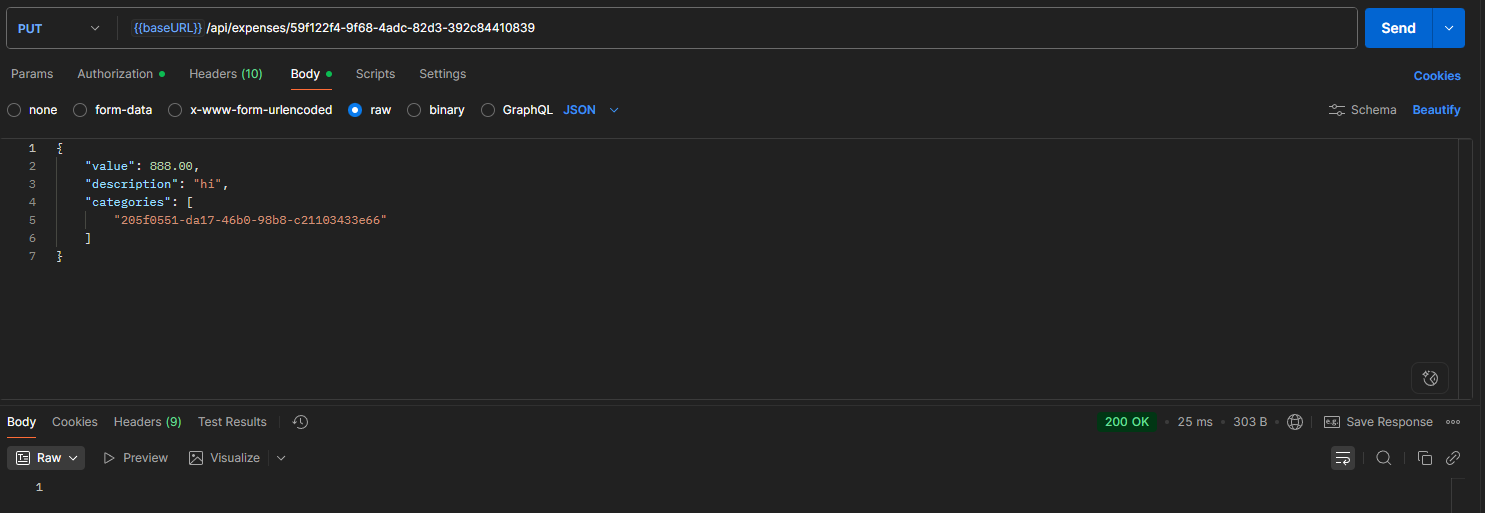 PUT {{baseURL}} /api/expenses/59f122f4-9f68-4adc-82d3-392c84410839 Send
Params Authorization Headers (10) Body Scripts Settings Cookies
none form-data x-www-form-urlencoded raw binary GraphQL JSON Schema Beautify
1 {
2 "value": 888.00,
3 "description": "hi",
4 "categories": [
5 "205f0551-da17-46b0-98b8-c21103433e66"
6 ]
7 }
Body Cookies Headers (9) Test Results 200 OK • 25 ms • 303 B • e.g. Save Response
Raw Preview Visualize
1